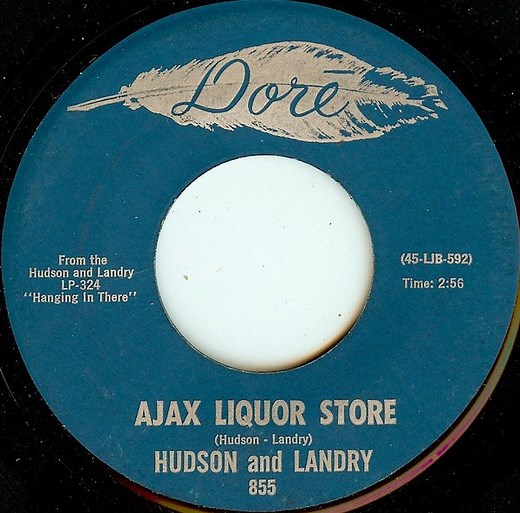 Doré
From the
Hudson and Landry
LP-324
"Hanging In There"
(45-LJB-592)
Time: 2:56
AJAX LIQUOR STORE
(Hudson - Landry)
HUDSON and LANDRY
855